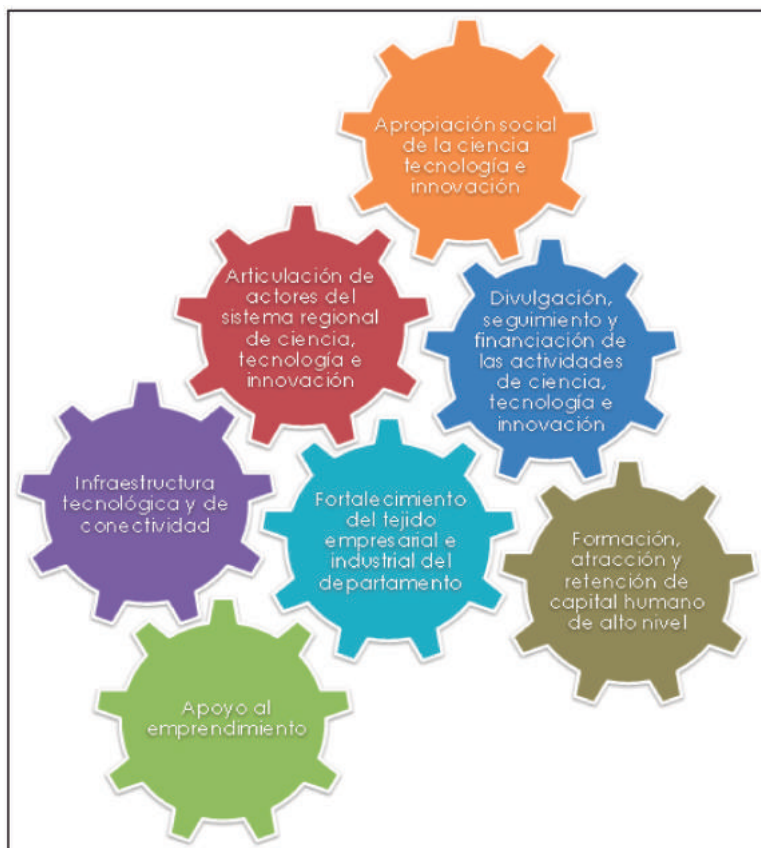 Apropiación social
de la ciencia
tecnología e
innovación
Articulación de
actores del
sistema regional
de ciencia,
tecnología e
innovación
Divulgación,
seguimiento y
financiación de
las actividades
de ciencia,
tecnología e
innovación
Infraestructura
tecnológica y de
conectividad
Fortalecimiento
del tejido
empresarial e
industrial del
departamento
Formación,
atracción y
retención de
capital humano
de alto nivel
Apoyo al
emprendimiento